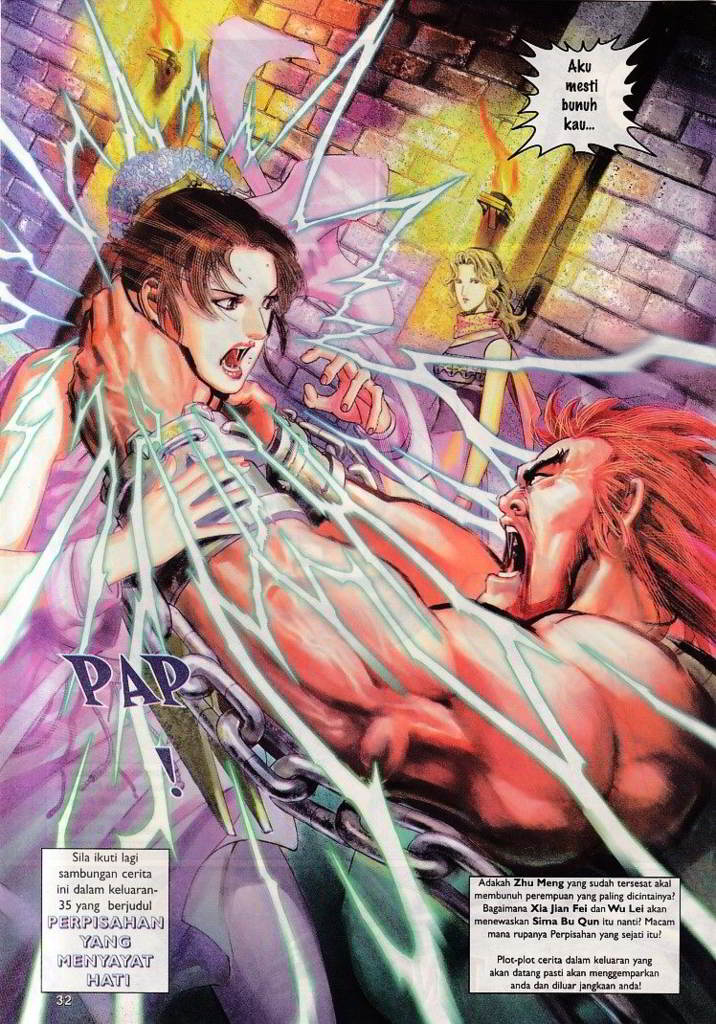 Aku
mesti
bunuh
kau...
PAP
!
Sila ikuti lagi
sambungan cerita
ini dalam keluaran-
35 yang berjudul
PERPISAHAN
YANG
MENYAYAT
HATI
Adakah Zhu Meng yang sudah tersesat akal
membunuh perempuan yang paling dicintainya?
Bagaimana Xia Jian Fei dan Wu Lei akan
menewaskan Sima Bu Qun itu nanti? Macam
mana rupanya Perpisahan yang sejati itu?
Plot-plot cerita dalam keluaran yang
akan datang pasti akan menggemparkan
anda dan diluar jangkaan anda!
32